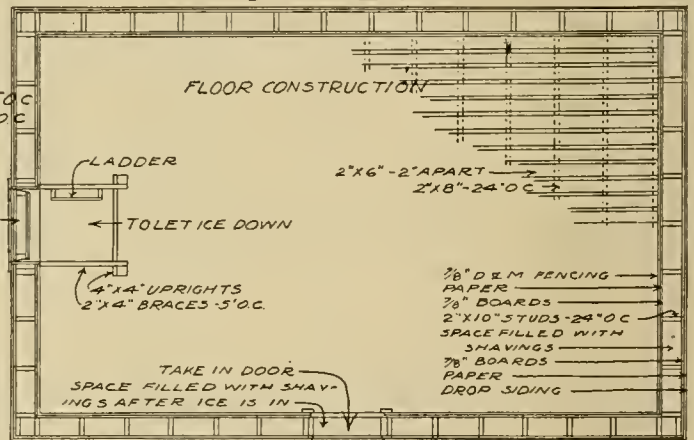 FLOOR CONSTRUCTION
O.C
O C
LADDER
2"X6" - 2" APART
2"X8" - 24" O C
TO LET ICE DOWN
4"X4" UPRIGHTS
2"X4" BRACES - 5' O.C.
7/8" D & M FENCING
PAPER
7/8" BOARDS
2"X10" STUDS - 24" O C
SPACE FILLED WITH
SHAVINGS
7/8" BOARDS
PAPER
DROP SIDING
TAKE IN DOOR
SPACE FILLED WITH SHAV-
INGS AFTER ICE IS IN